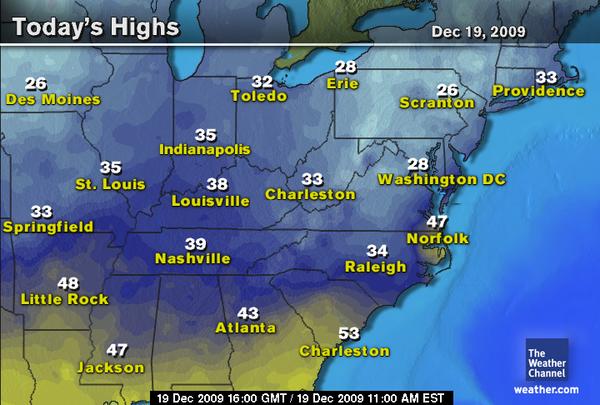 Today's Highs
Dec 19, 2009
26
Des Moines
32
Toledo
28
Erie
26
Scranton
33
Providence
35
Indianapolis
35
St. Louis
38
Louisville
33
Charleston
28
Washington DC
33
Springfield
39
Nashville
34
Raleigh
47
Norfolk
48
Little Rock
43
Atlanta
53
Charleston
47
Jackson
The
Weather
Channel
weather.com
19 Dec 2009 16:00 GMT / 19 Dec 2009 11:00 AM EST